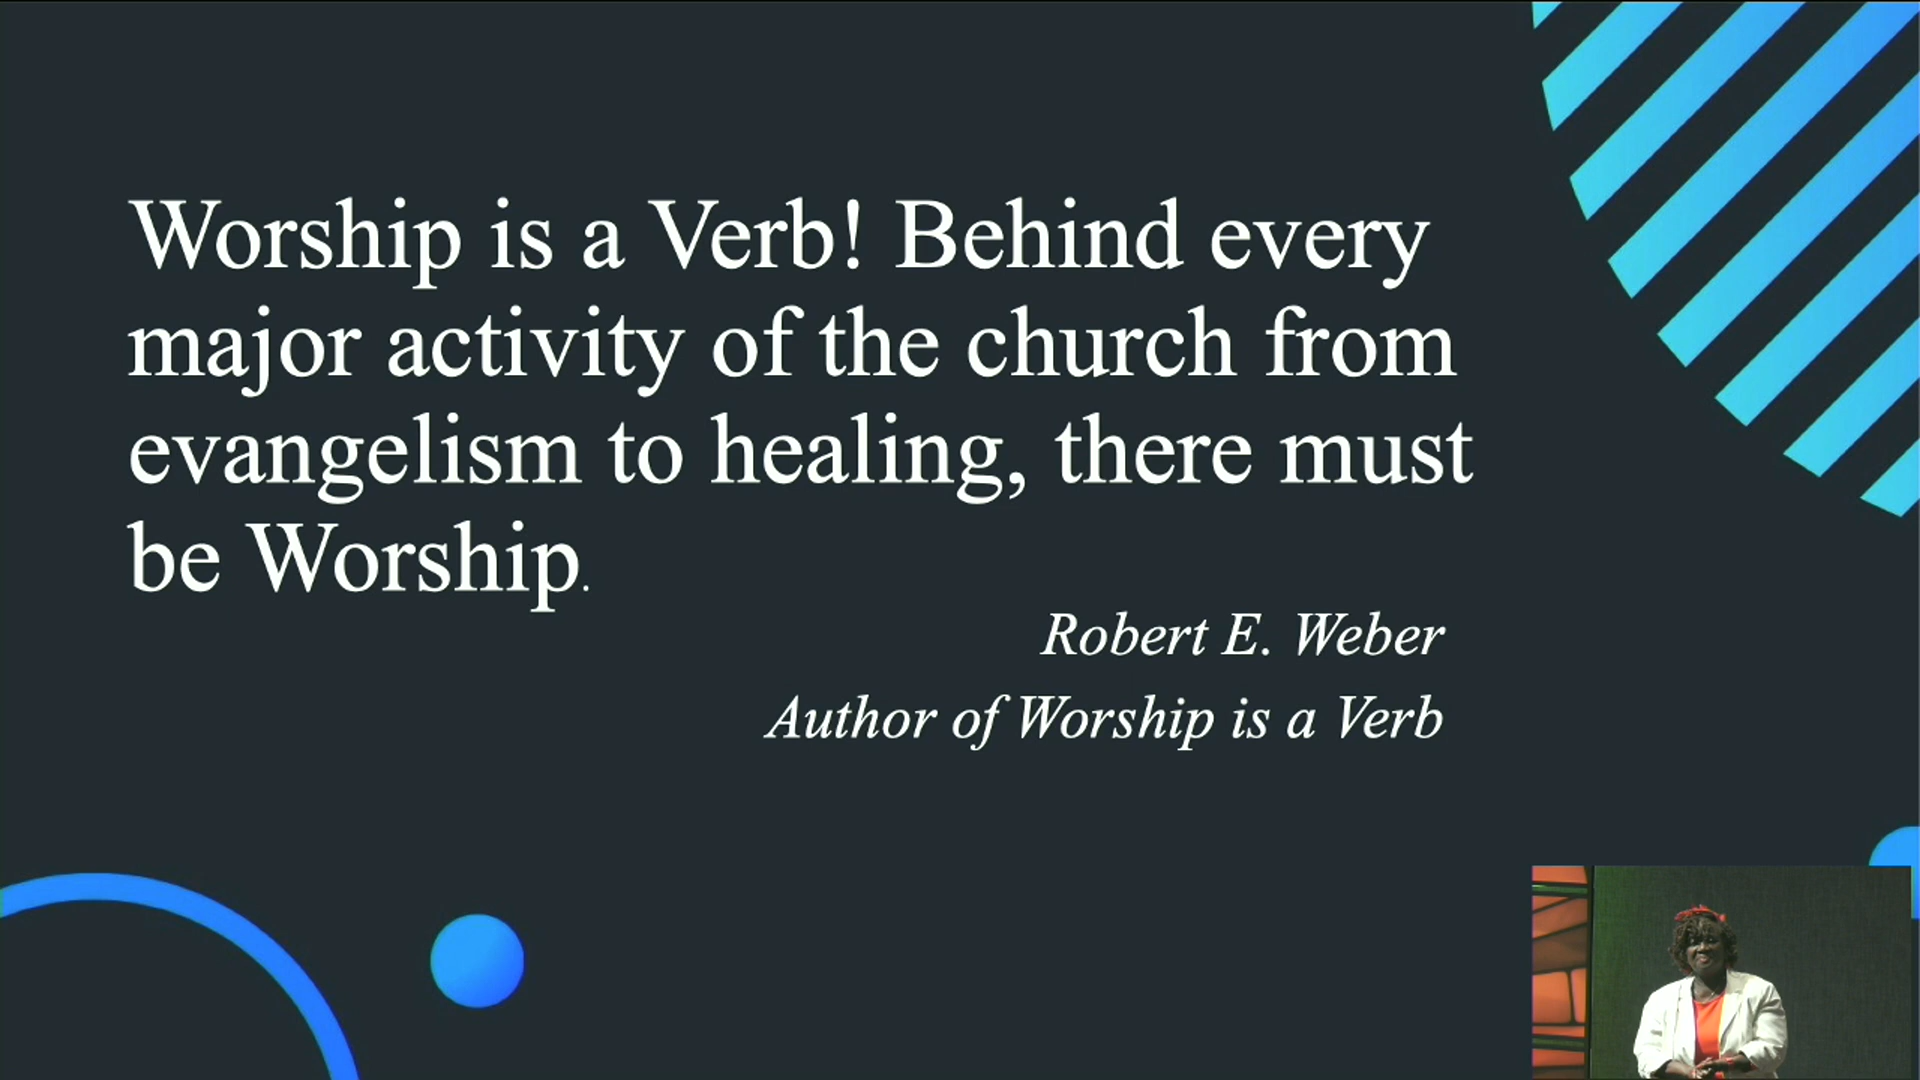 Worship is a Verb! Behind every
major activity of the church from
evangelism to healing, there must
be Worship.
Robert E. Weber
Author of Worship is a Verb